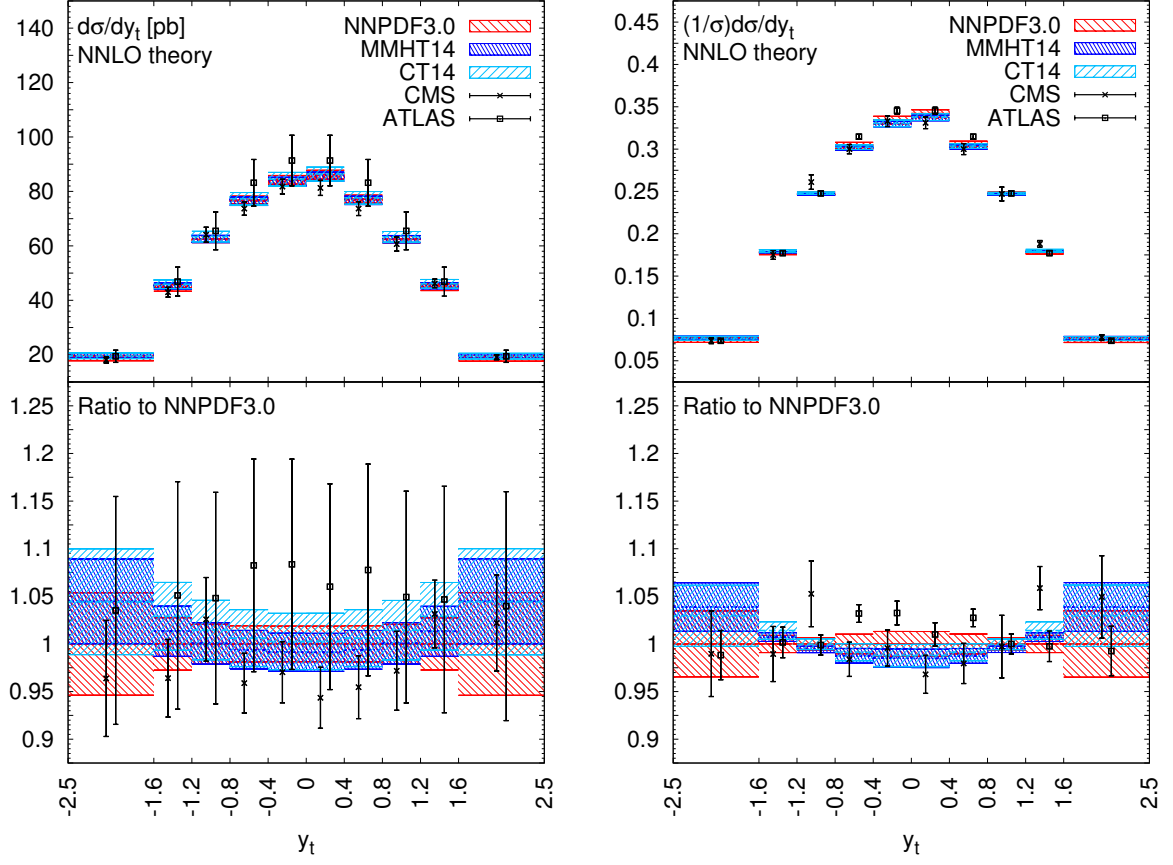 dσ/dy_t [pb]
NNLO theory
NNPDF3.0
MMHT14
CT14
CMS
ATLAS
140
120
100
80
60
40
20
Ratio to NNPDF3.0
1.25
1.2
1.15
1.1
1.05
1
0.95
0.9
-2.5
-1.6
-1.2
-0.8
-0.4
0
0.4
0.8
1.2
1.6
2.5
y_t
(1/σ)dσ/dy_t
NNLO theory
NNPDF3.0
MMHT14
CT14
CMS
ATLAS
0.45
0.35
0.3
0.25
0.2
0.15
0.1
0.05
Ratio to NNPDF3.0
1.25
1.2
1.15
1.1
1.05
1
0.95
0.9
-2.5
-1.6
-1.2
-0.8
-0.4
0
0.4
0.8
1.2
1.6
2.5
y_t